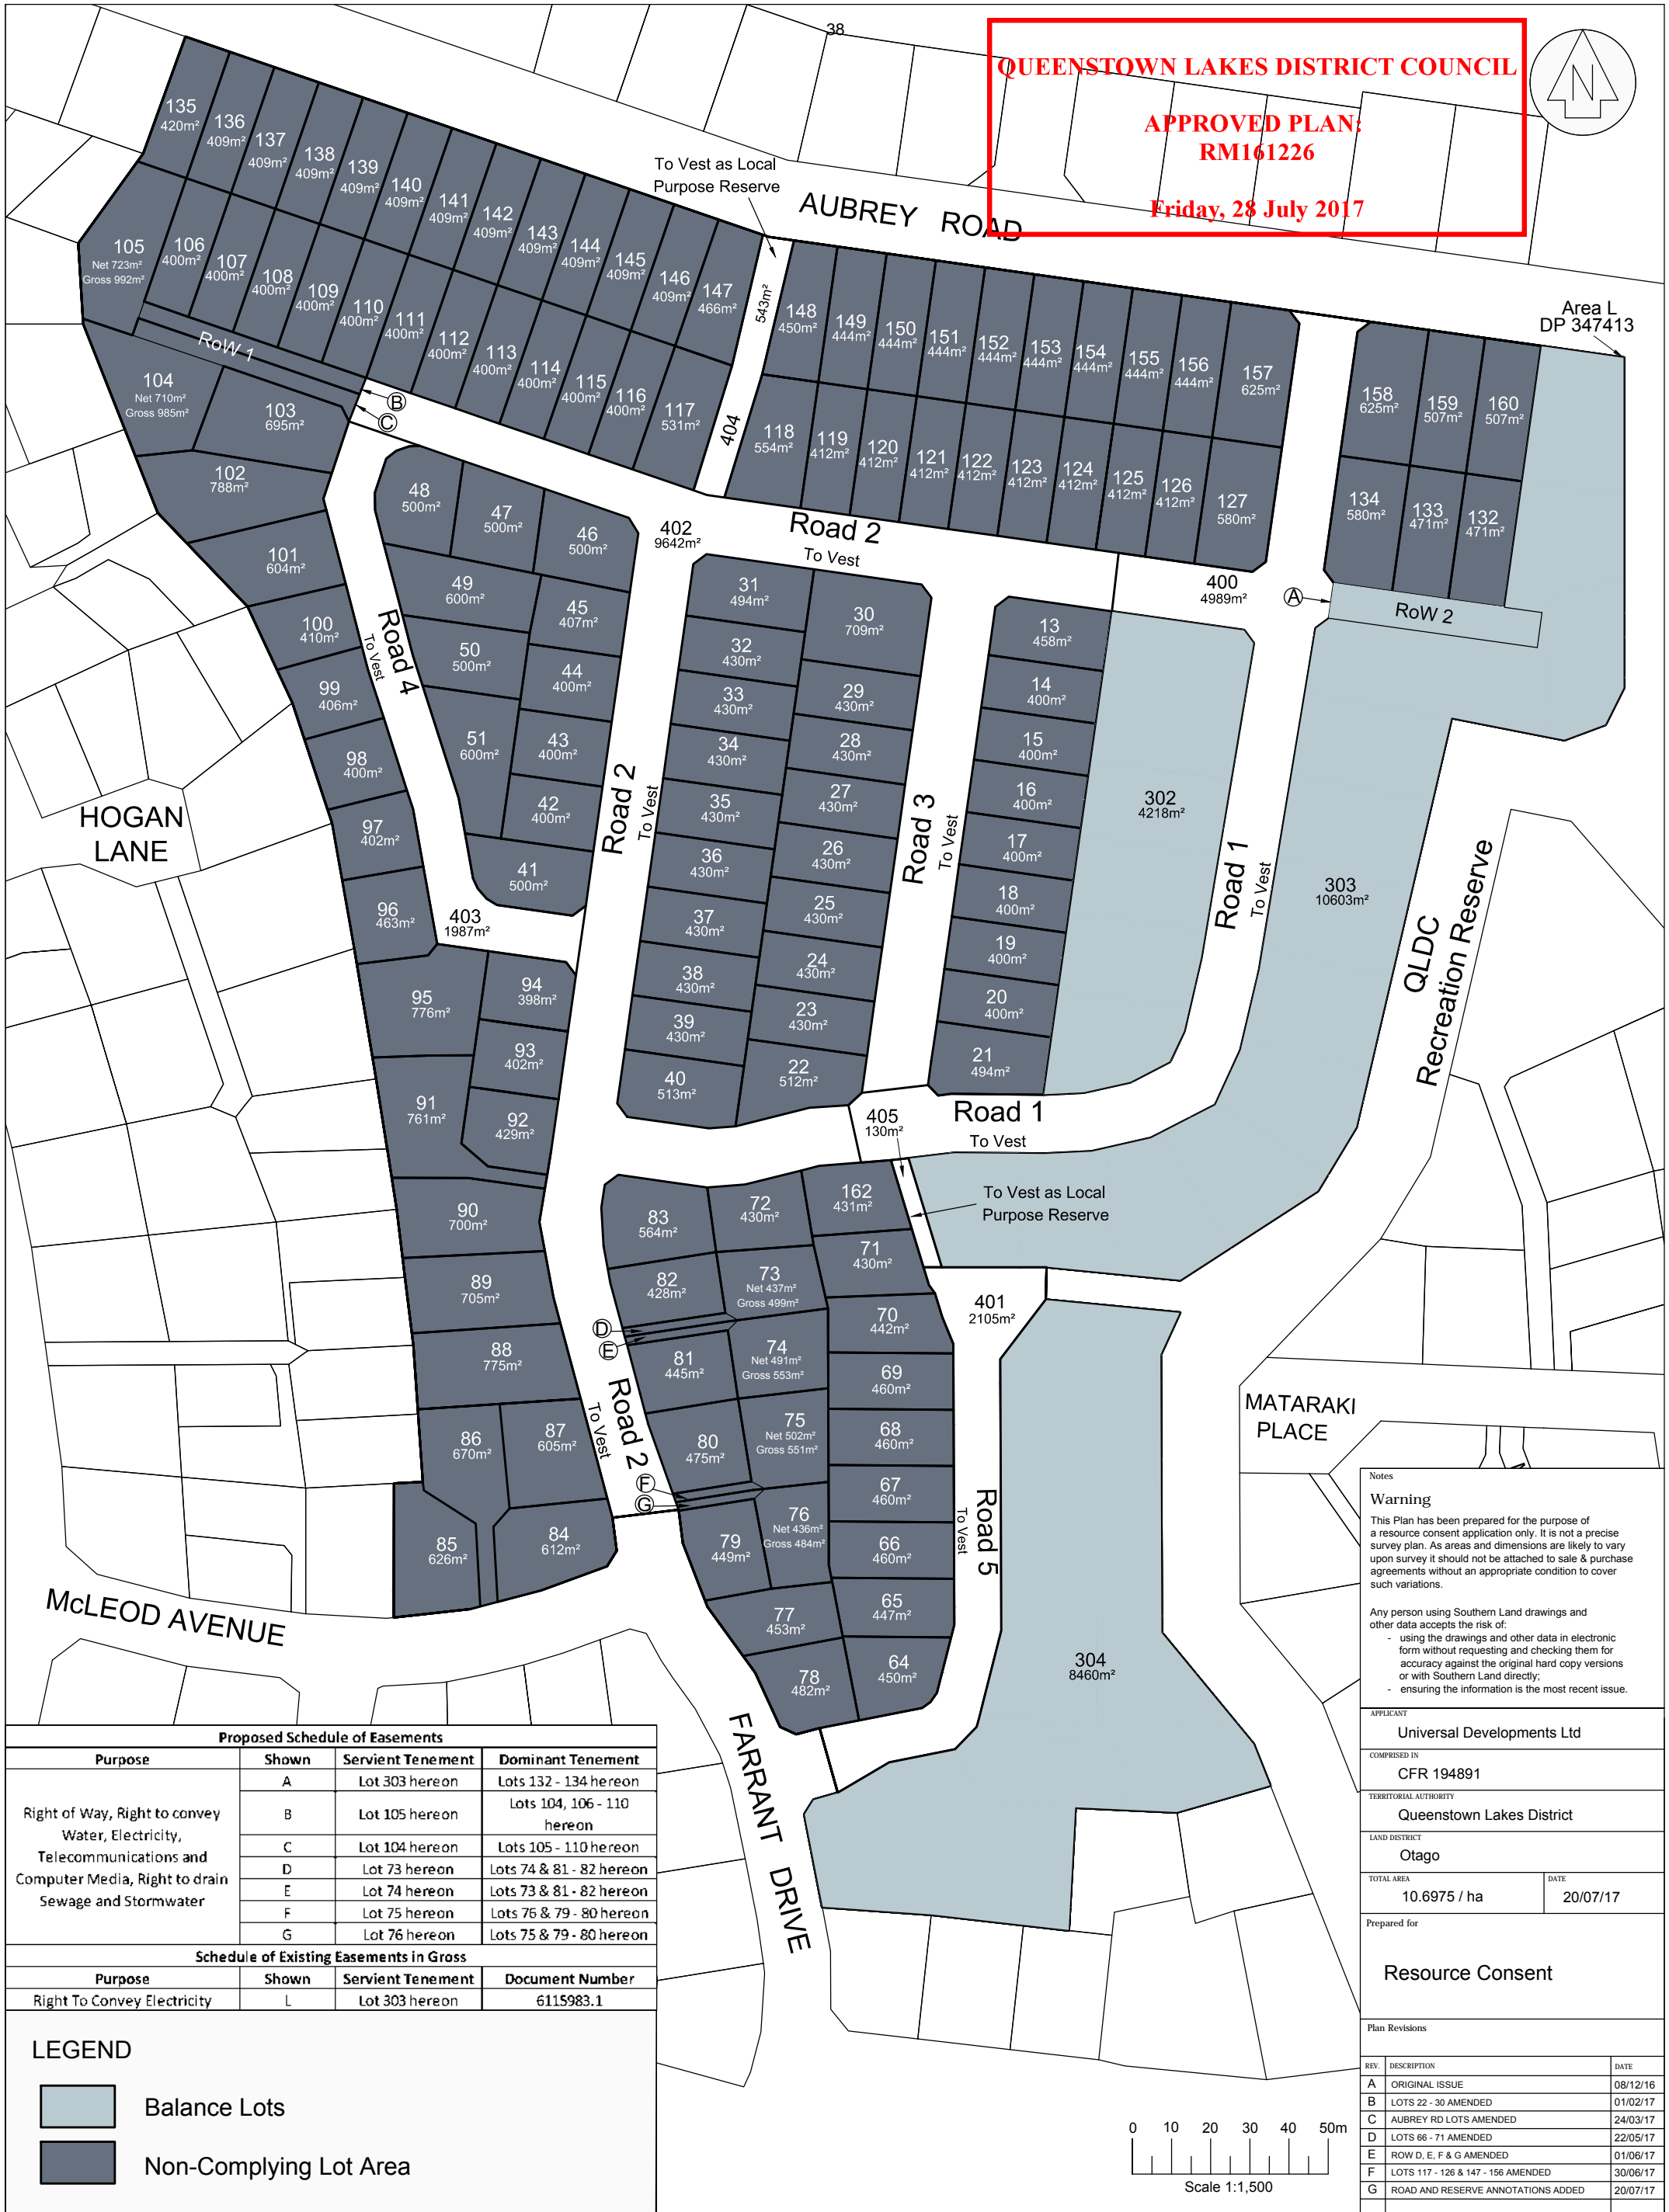 38
QUEENSTOWN LAKES DISTRICT COUNCIL
APPROVED PLAN:
RM161226
Friday, 28 July 2017
N
To Vest as Local
Purpose Reserve
AUBREY ROAD
Area L
DP 347413
135
420m²
136
409m²
137
409m²
138
409m²
139
409m²
140
409m²
141
409m²
142
409m²
143
409m²
144
409m²
145
409m²
146
409m²
147
466m²
543m²
404
148
450m²
149
444m²
150
444m²
151
444m²
152
444m²
153
444m²
154
444m²
155
444m²
156
444m²
157
625m²
158
625m²
159
507m²
160
507m²
105
Net 723m²
Gross 992m²
106
400m²
107
400m²
108
400m²
109
400m²
110
400m²
111
400m²
112
400m²
113
400m²
114
400m²
115
400m²
116
400m²
117
531m²
118
554m²
119
412m²
120
412m²
121
412m²
122
412m²
123
412m²
124
412m²
125
412m²
126
412m²
127
580m²
134
580m²
133
471m²
132
471m²
RoW 1
B
C
104
Net 710m²
Gross 985m²
103
695m²
102
788m²
101
604m²
100
410m²
99
406m²
98
400m²
97
402m²
96
463m²
48
500m²
47
500m²
46
500m²
49
600m²
45
407m²
50
500m²
44
400m²
51
600m²
43
400m²
42
400m²
41
500m²
Road 4
To Vest
402
9642m²
Road 2
To Vest
400
4989m²
A
RoW 2
31
494m²
30
709m²
32
430m²
33
430m²
29
430m²
34
430m²
28
430m²
35
430m²
27
430m²
36
430m²
26
430m²
37
430m²
25
430m²
38
430m²
24
430m²
39
430m²
23
430m²
40
513m²
22
512m²
Road 2
To Vest
Road 3
To Vest
13
458m²
14
400m²
15
400m²
16
400m²
17
400m²
18
400m²
19
400m²
20
400m²
21
494m²
302
4218m²
Road 1
To Vest
303
10603m²
QLDC
Recreation Reserve
HOGAN
LANE
403
1987m²
95
776m²
94
398m²
93
402m²
91
761m²
92
429m²
90
700m²
89
705m²
88
775m²
86
670m²
87
605m²
85
626m²
84
612m²
405
130m²
Road 1
To Vest
To Vest as Local
Purpose Reserve
83
564m²
72
430m²
162
431m²
71
430m²
82
428m²
73
Net 437m²
Gross 499m²
D
E
81
445m²
74
Net 491m²
Gross 553m²
70
442m²
69
460m²
80
475m²
75
Net 502m²
Gross 551m²
68
460m²
F
G
67
460m²
79
449m²
76
Net 436m²
Gross 484m²
66
460m²
77
453m²
65
447m²
78
482m²
64
450m²
Road 2
To Vest
401
2105m²
Road 5
To Vest
304
8460m²
MATARAKI
PLACE
McLEOD AVENUE
FARRANT DRIVE
Notes
Warning
This Plan has been prepared for the purpose of
a resource consent application only. It is not a precise
survey plan. As areas and dimensions are likely to vary
upon survey it should not be attached to sale & purchase
agreements without an appropriate condition to cover
such variations.
Any person using Southern Land drawings and
other data accepts the risk of:
- using the drawings and other data in electronic
form without requesting and checking them for
accuracy against the original hard copy versions
or with Southern Land directly;
- ensuring the information is the most recent issue.
APPLICANT
Universal Developments Ltd
COMPRISED IN
CFR 194891
TERRITORIAL AUTHORITY
Queenstown Lakes District
LAND DISTRICT
Otago
TOTAL AREA DATE
10.6975 / ha 20/07/17
Prepared for
Resource Consent
Plan Revisions
REV. DESCRIPTION DATE
A ORIGINAL ISSUE 08/12/16
B LOTS 22 - 30 AMENDED 01/02/17
C AUBREY RD LOTS AMENDED 24/03/17
D LOTS 66 - 71 AMENDED 22/05/17
E ROW D, E, F & G AMENDED 01/06/17
F LOTS 117 - 126 & 147 - 156 AMENDED 30/06/17
G ROAD AND RESERVE ANNOTATIONS ADDED 20/07/17
Proposed Schedule of Easements
Purpose Shown Servient Tenement Dominant Tenement
Right of Way, Right to convey
Water, Electricity,
Telecommunications and
Computer Media, Right to drain
Sewage and Stormwater
A Lot 303 hereon Lots 132 - 134 hereon
B Lot 105 hereon Lots 104, 106 - 110
hereon
C Lot 104 hereon Lots 105 - 110 hereon
D Lot 73 hereon Lots 74 & 81 - 82 hereon
E Lot 74 hereon Lots 73 & 81 - 82 hereon
F Lot 75 hereon Lots 76 & 79 - 80 hereon
G Lot 76 hereon Lots 75 & 79 - 80 hereon
Schedule of Existing Easements in Gross
Purpose Shown Servient Tenement Document Number
Right To Convey Electricity L Lot 303 hereon 6115983.1
LEGEND
Balance Lots
Non-Complying Lot Area
0 10 20 30 40 50m
Scale 1:1,500